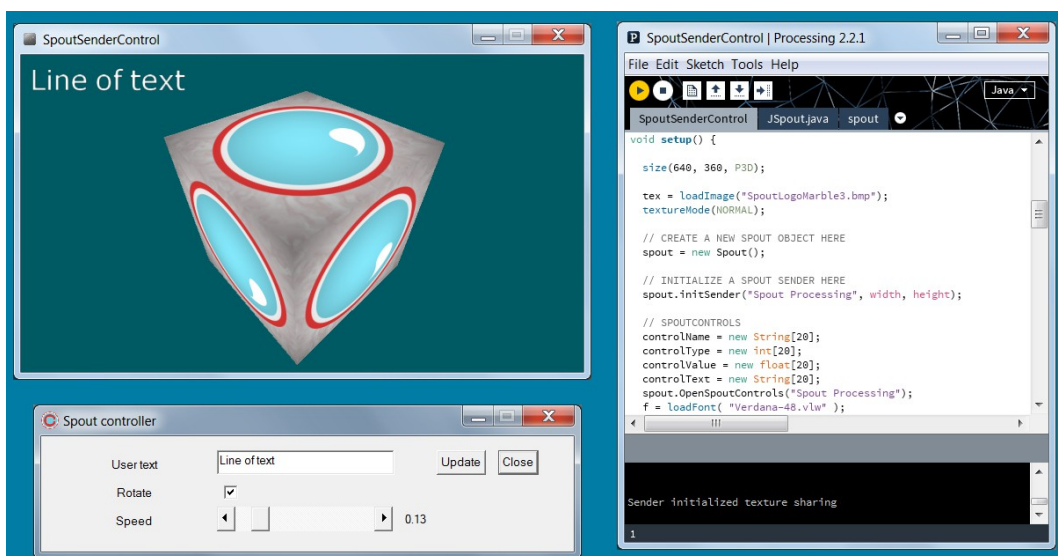 SpoutSenderControl
Line of text
Spout controller
User text
Line of text
Update
Close
Rotate
Speed
0.13
SpoutSenderControl | Processing 2.2.1
File Edit Sketch Tools Help
Java
SpoutSenderControl JSpout.java spout
void setup() {
size(640, 360, P3D);
tex = loadImage("SpoutLogoMarble3.bmp");
textureMode(NORMAL);
// CREATE A NEW SPOUT OBJECT HERE
spout = new Spout();
// INITIALIZE A SPOUT SENDER HERE
spout.initSender("Spout Processing", width, height);
// SPOUTCONTROLS
controlName = new String[20];
controlType = new int[20];
controlValue = new float[20];
controlText = new String[20];
spout.OpenSpoutControls("Spout Processing");
f = loadFont( "Verdana-48.vlw" );
Sender initialized texture sharing
1